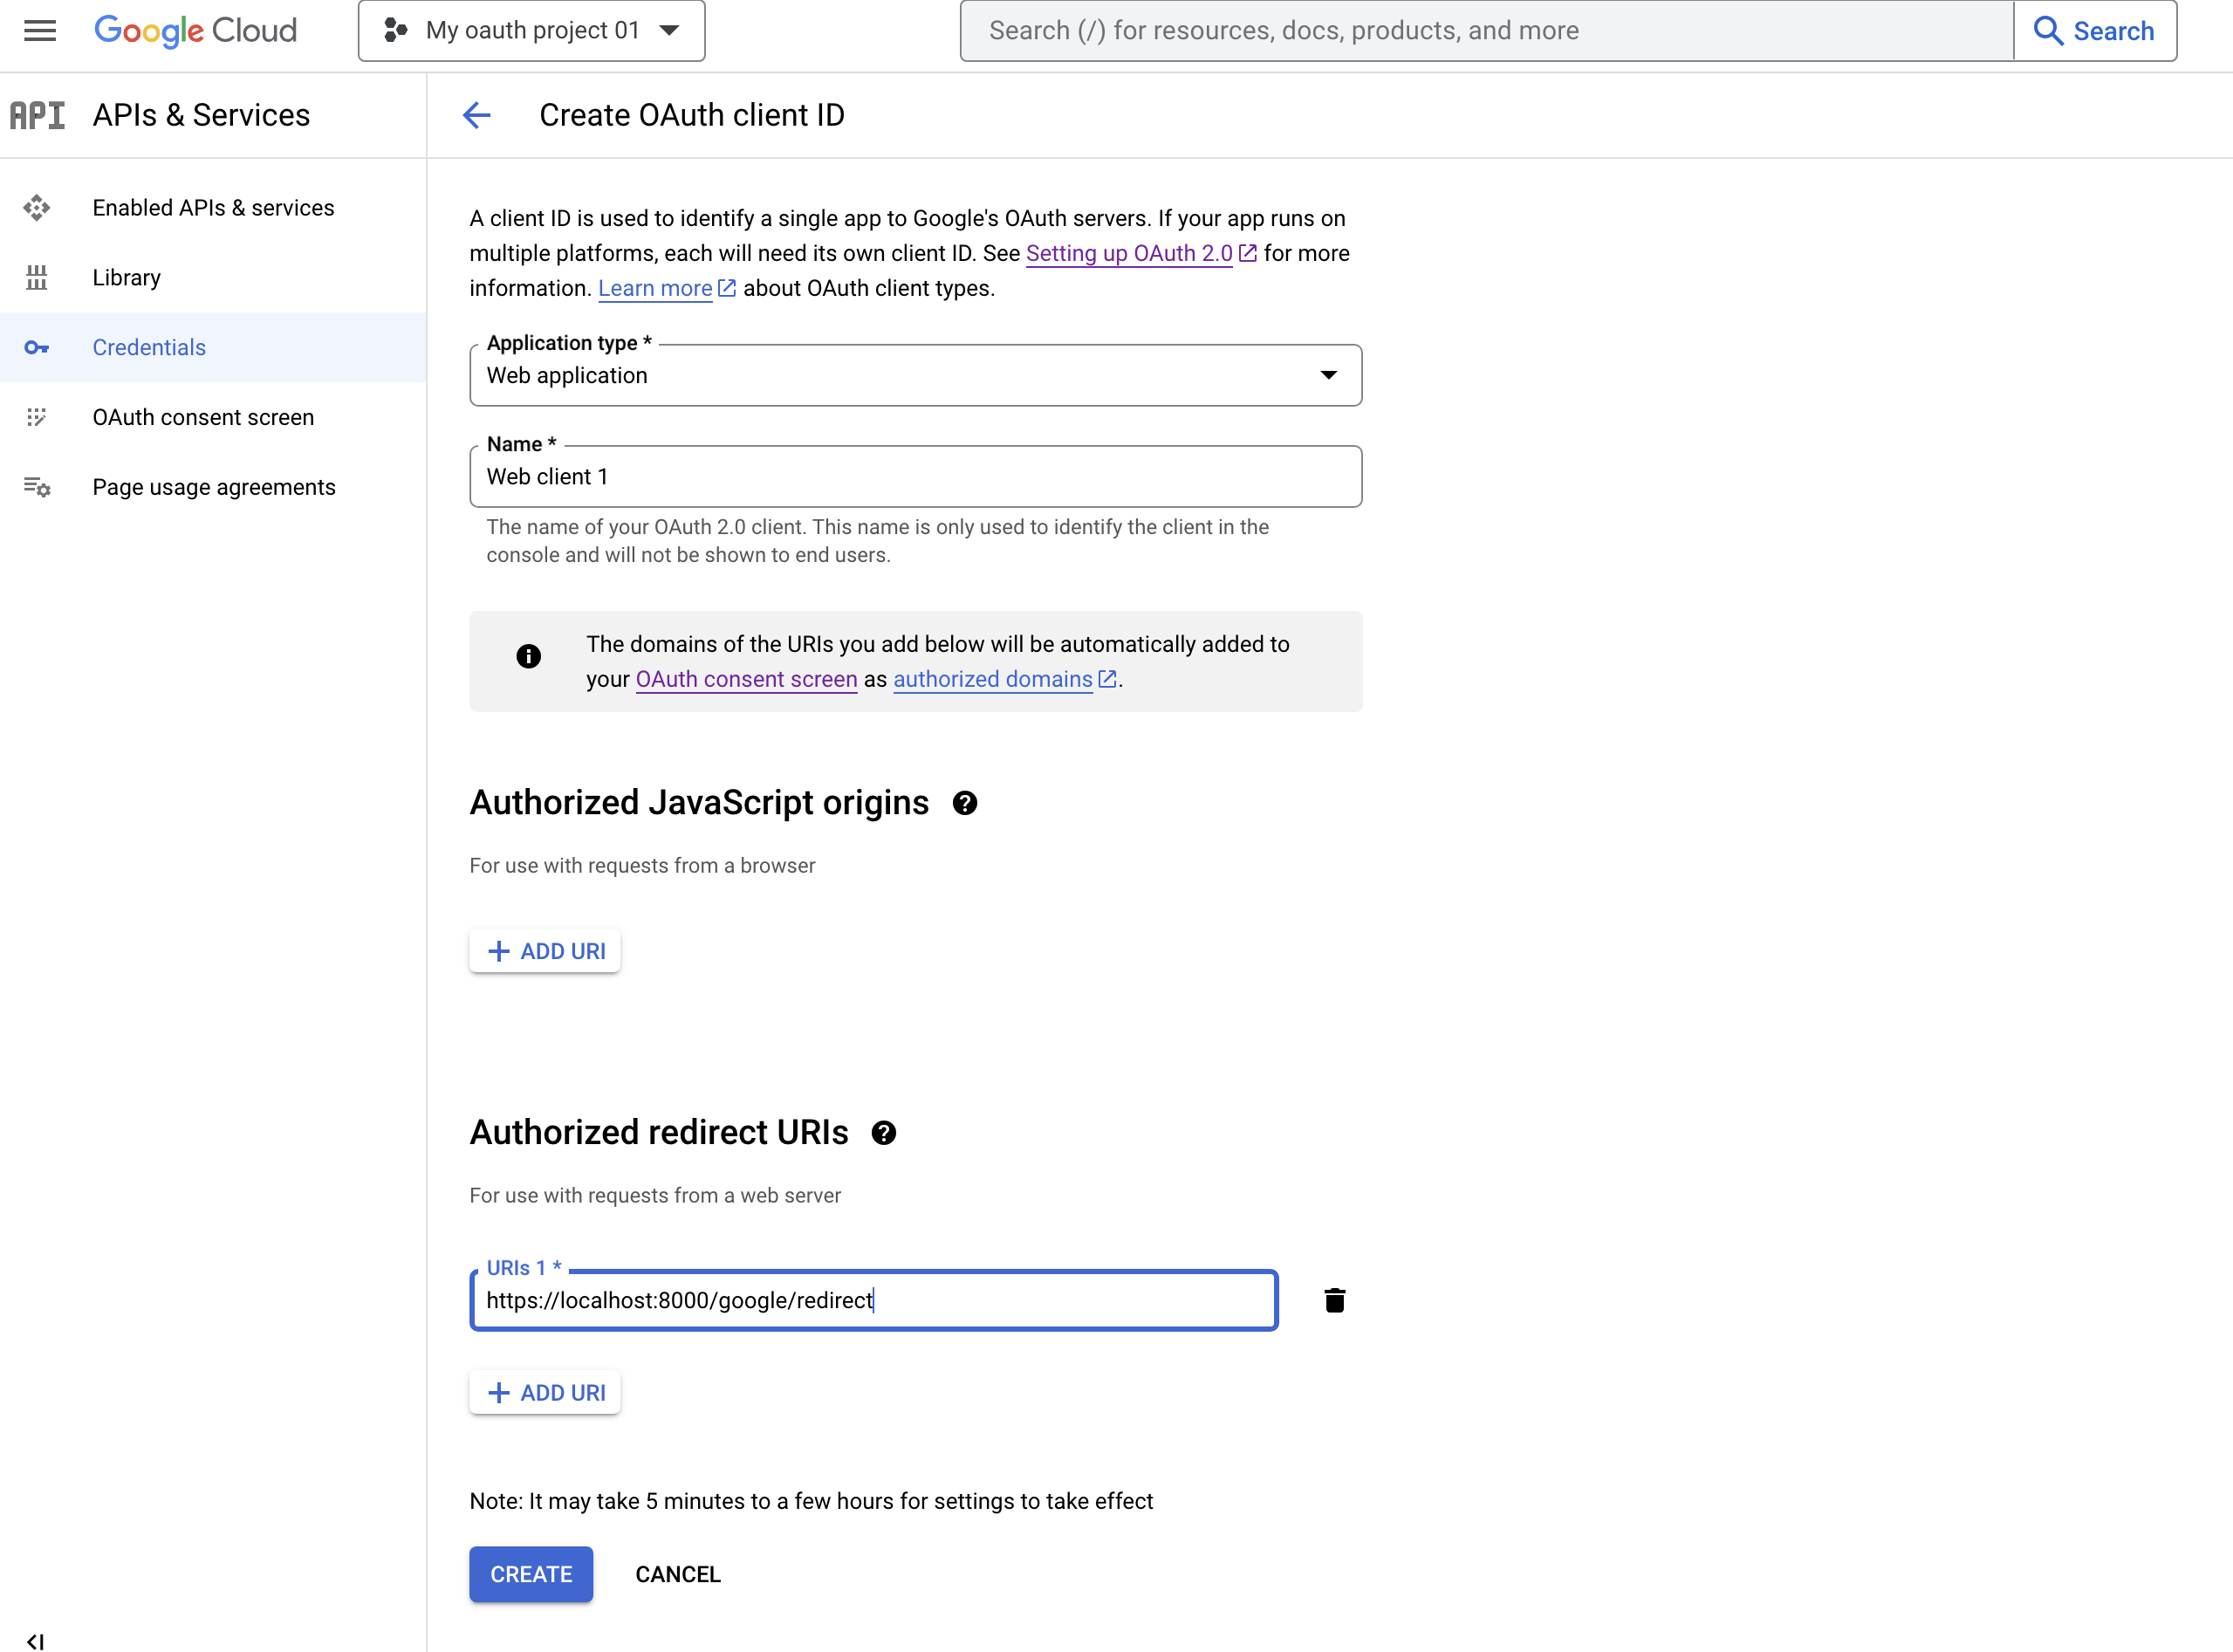 Google Cloud
My oauth project 01
Search (/) for resources, docs, products, and more
Search
API
APIs & Services
Create OAuth client ID
Enabled APIs & services
Library
Credentials
OAuth consent screen
Page usage agreements
A client ID is used to identify a single app to Google's OAuth servers. If your app runs on
multiple platforms, each will need its own client ID. See Setting up OAuth 2.0 for more
information. Learn more about OAuth client types.
Application type *
Web application
Name *
Web client 1
The name of your OAuth 2.0 client. This name is only used to identify the client in the
console and will not be shown to end users.
The domains of the URIs you add below will be automatically added to
your OAuth consent screen as authorized domains.
Authorized JavaScript origins
For use with requests from a browser
+ ADD URI
Authorized redirect URIs
For use with requests from a web server
URIs 1 *
https://localhost:8000/google/redirect
+ ADD URI
Note: It may take 5 minutes to a few hours for settings to take effect
CREATE
CANCEL